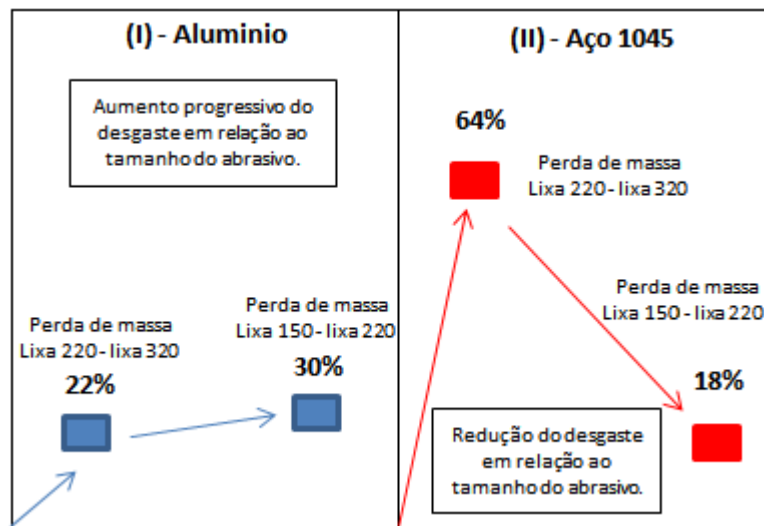 (I) - Aluminio
Aumento progressivo do
desgaste em relação ao
tamanho do abrasivo.
Perda de massa
Lixa 220 - lixa 320
22%
Perda de massa
Lixa 150 - lixa 220
30%
(II) - Aço 1045
64%
Perda de massa
Lixa 220 - lixa 320
Perda de massa
Lixa 150 - lixa 220
18%
Redução do desgaste
em relação ao
tamanho do abrasivo.